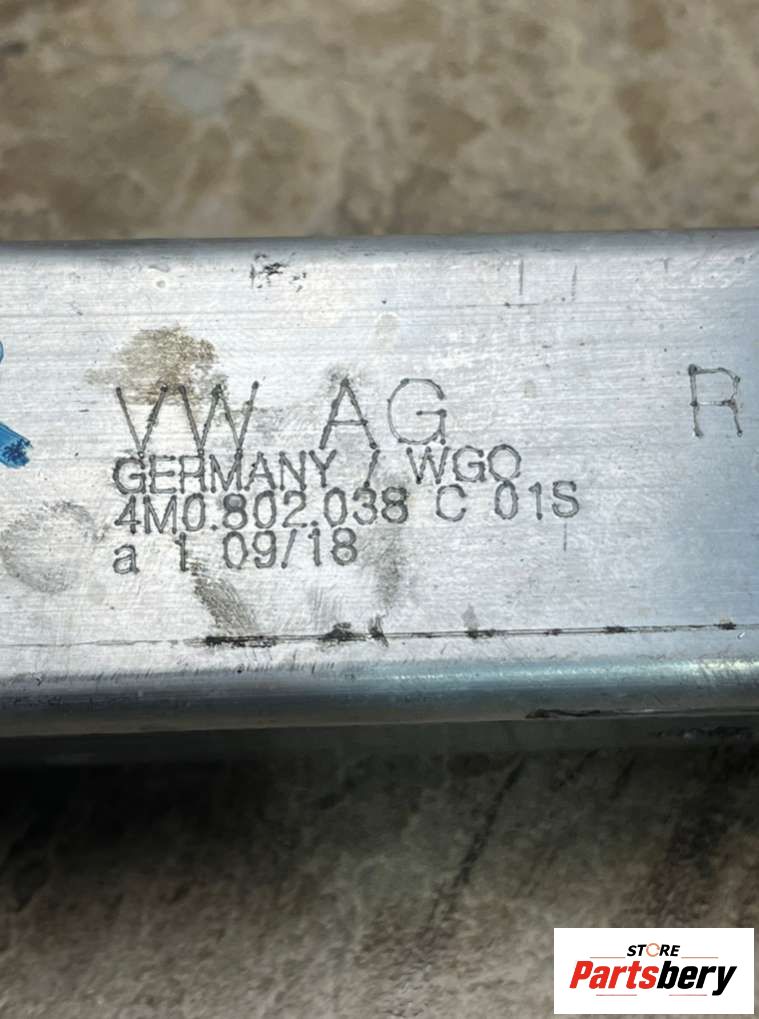 VW AG R
GERMANY / WGO
4M0.802.038 C 01S
a 1 09/18
STORE
Partsbery